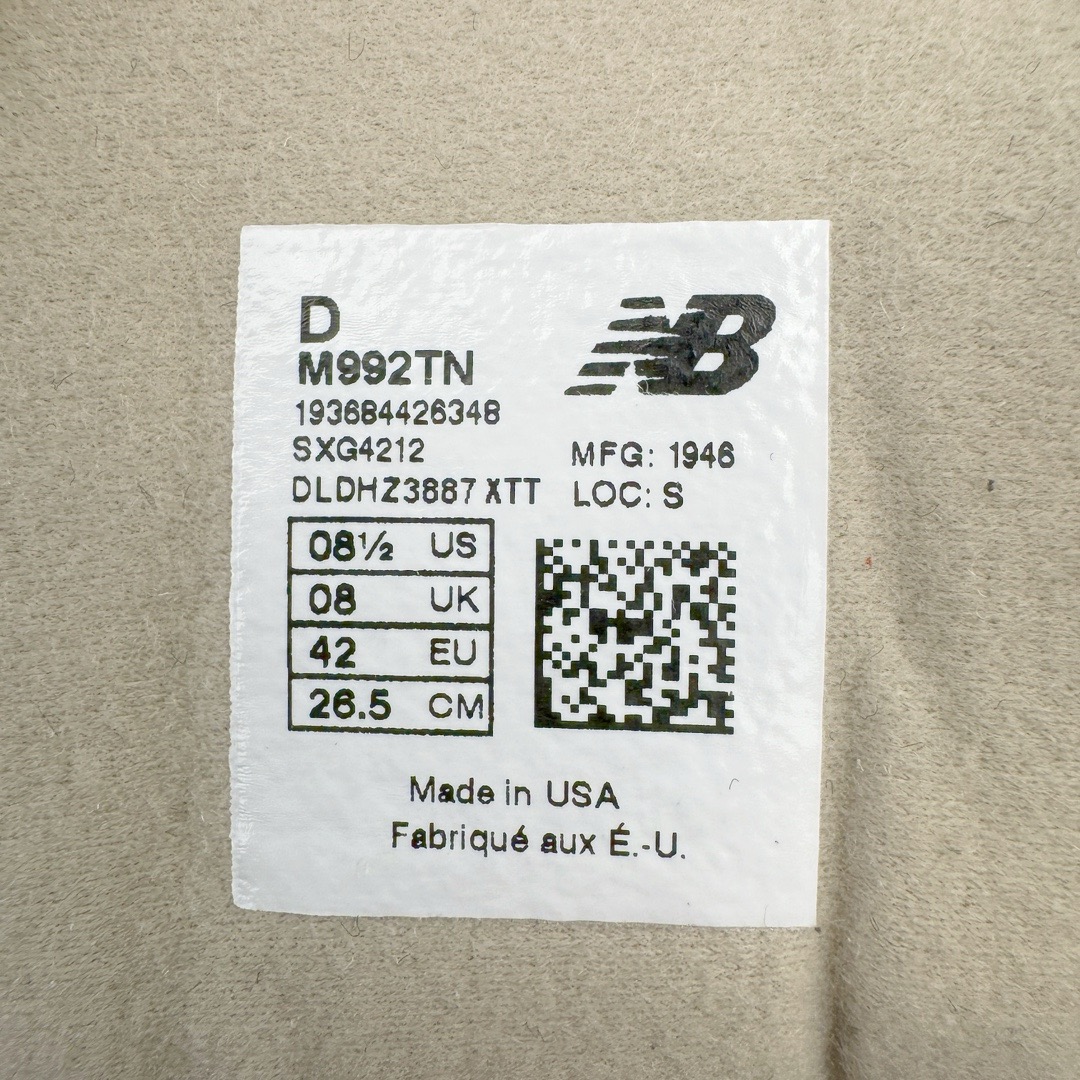 D
NB
M992TN
193684426348
SXG4212
MFG: 1946
DLDHZ3887 XTT
LOC: S
08½ US
08 UK
42 EU
26.5 CM
Made in USA
Fabriqué aux É.-U.